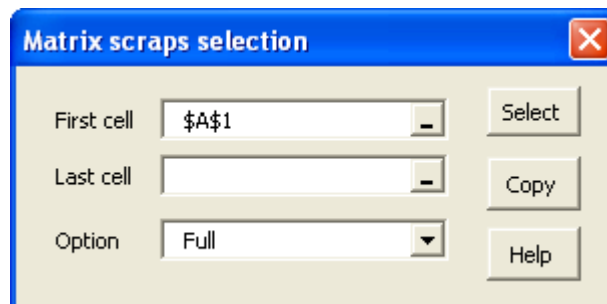 Matrix scraps selection
First cell $A$1 Select
Last cell Copy
Option Full Help